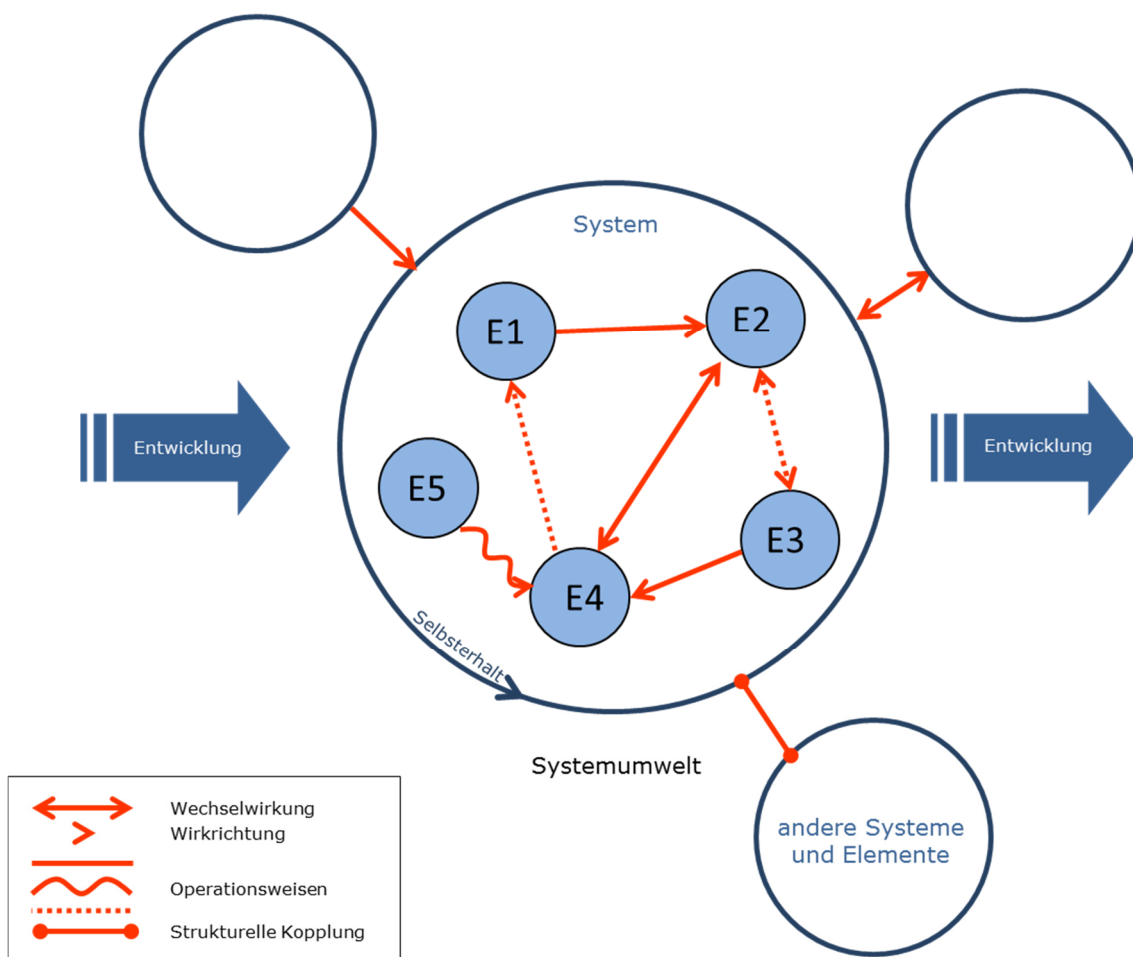 System
E1
E2
Entwicklung
Entwicklung
E5
E3
E4
Selbsterhalt
Systemumwelt
andere Systeme
und Elemente
Wechselwirkung
Wirkrichtung
Operationsweisen
Strukturelle Kopplung